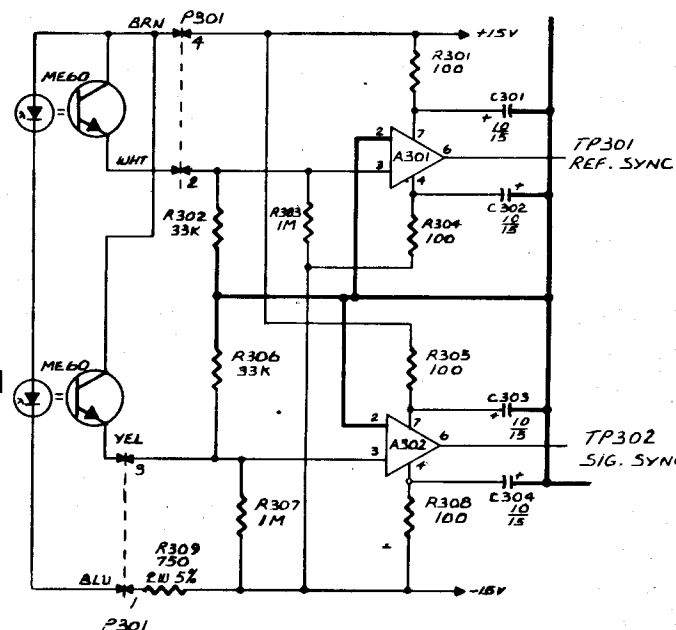 BRN
P301
4
+15V
ME60
R301
100
C301
+
10
15
2
7
A301
6
3
4
TP301
REF. SYNC
WHT
2
R302
33K
R303
1M
R304
100
C302
+
10
15
R306
33K
R305
100
ME60
C303
+
10
15
2
7
A302
6
3
4
TP302
SIG. SYNC
YEL
3
R307
1M
R308
100
C304
+
10
15
R309
750
2W 5%
BLU
1
-15V
P301